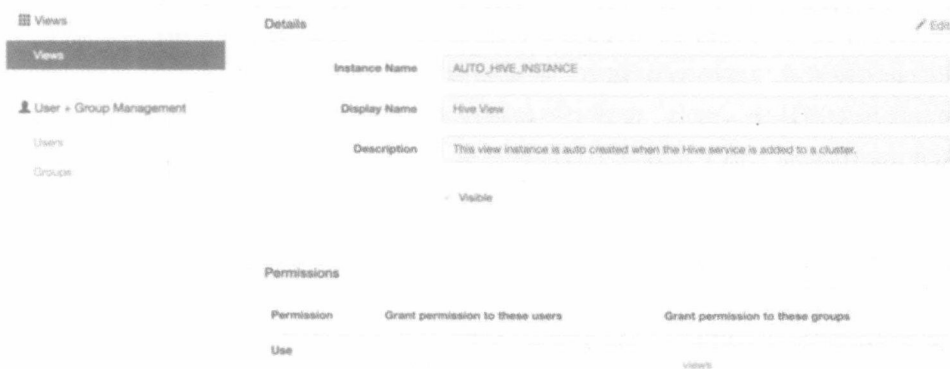 Views
Views
User + Group Management
Users
Groups
Details
Edit
Instance Name AUTO_HIVE_INSTANCE
Display Name Hive View
Description This view instance is auto created when the Hive service is added to a cluster.
Visible
Permissions
Permission Grant permission to these users Grant permission to these groups
Use
views